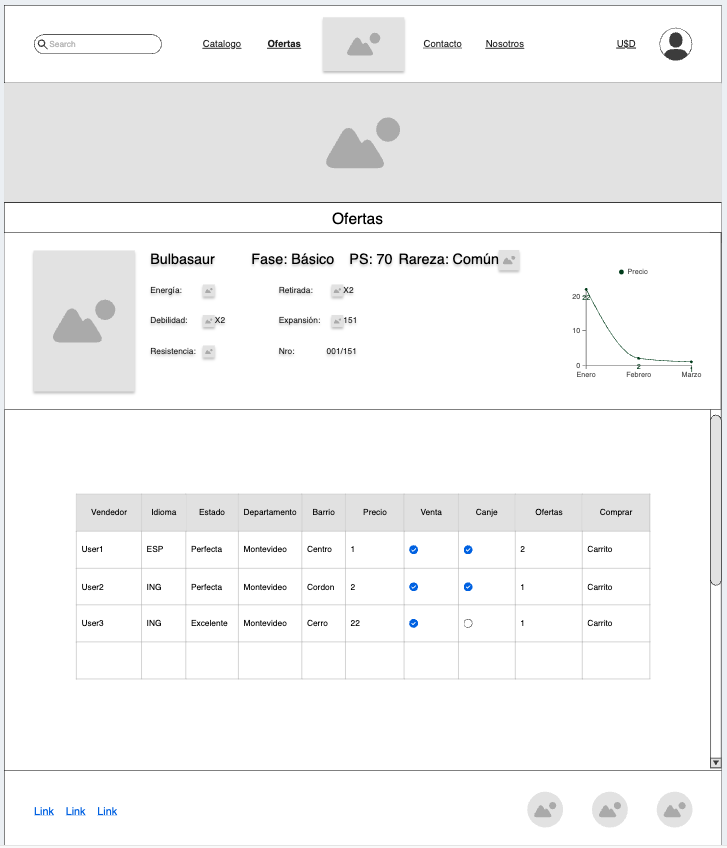 Search Catalogo Ofertas Contacto Nosotros U$D
Ofertas
Bulbasaur Fase: Básico PS: 70 Rareza: Común
Energía: Retirada: X2
Debilidad: X2 Expansión: 151
Resistencia: Nro: 001/151
Precio
20
22
10
0
2
1
Enero Febrero Marzo
Vendedor Idioma Estado Departamento Barrio Precio Venta Canje Ofertas Comprar
User1 ESP Perfecta Montevideo Centro 1 2 Carrito
User2 ING Perfecta Montevideo Cordon 2 1 Carrito
User3 ING Excelente Montevideo Cerro 22 1 Carrito
Link Link Link